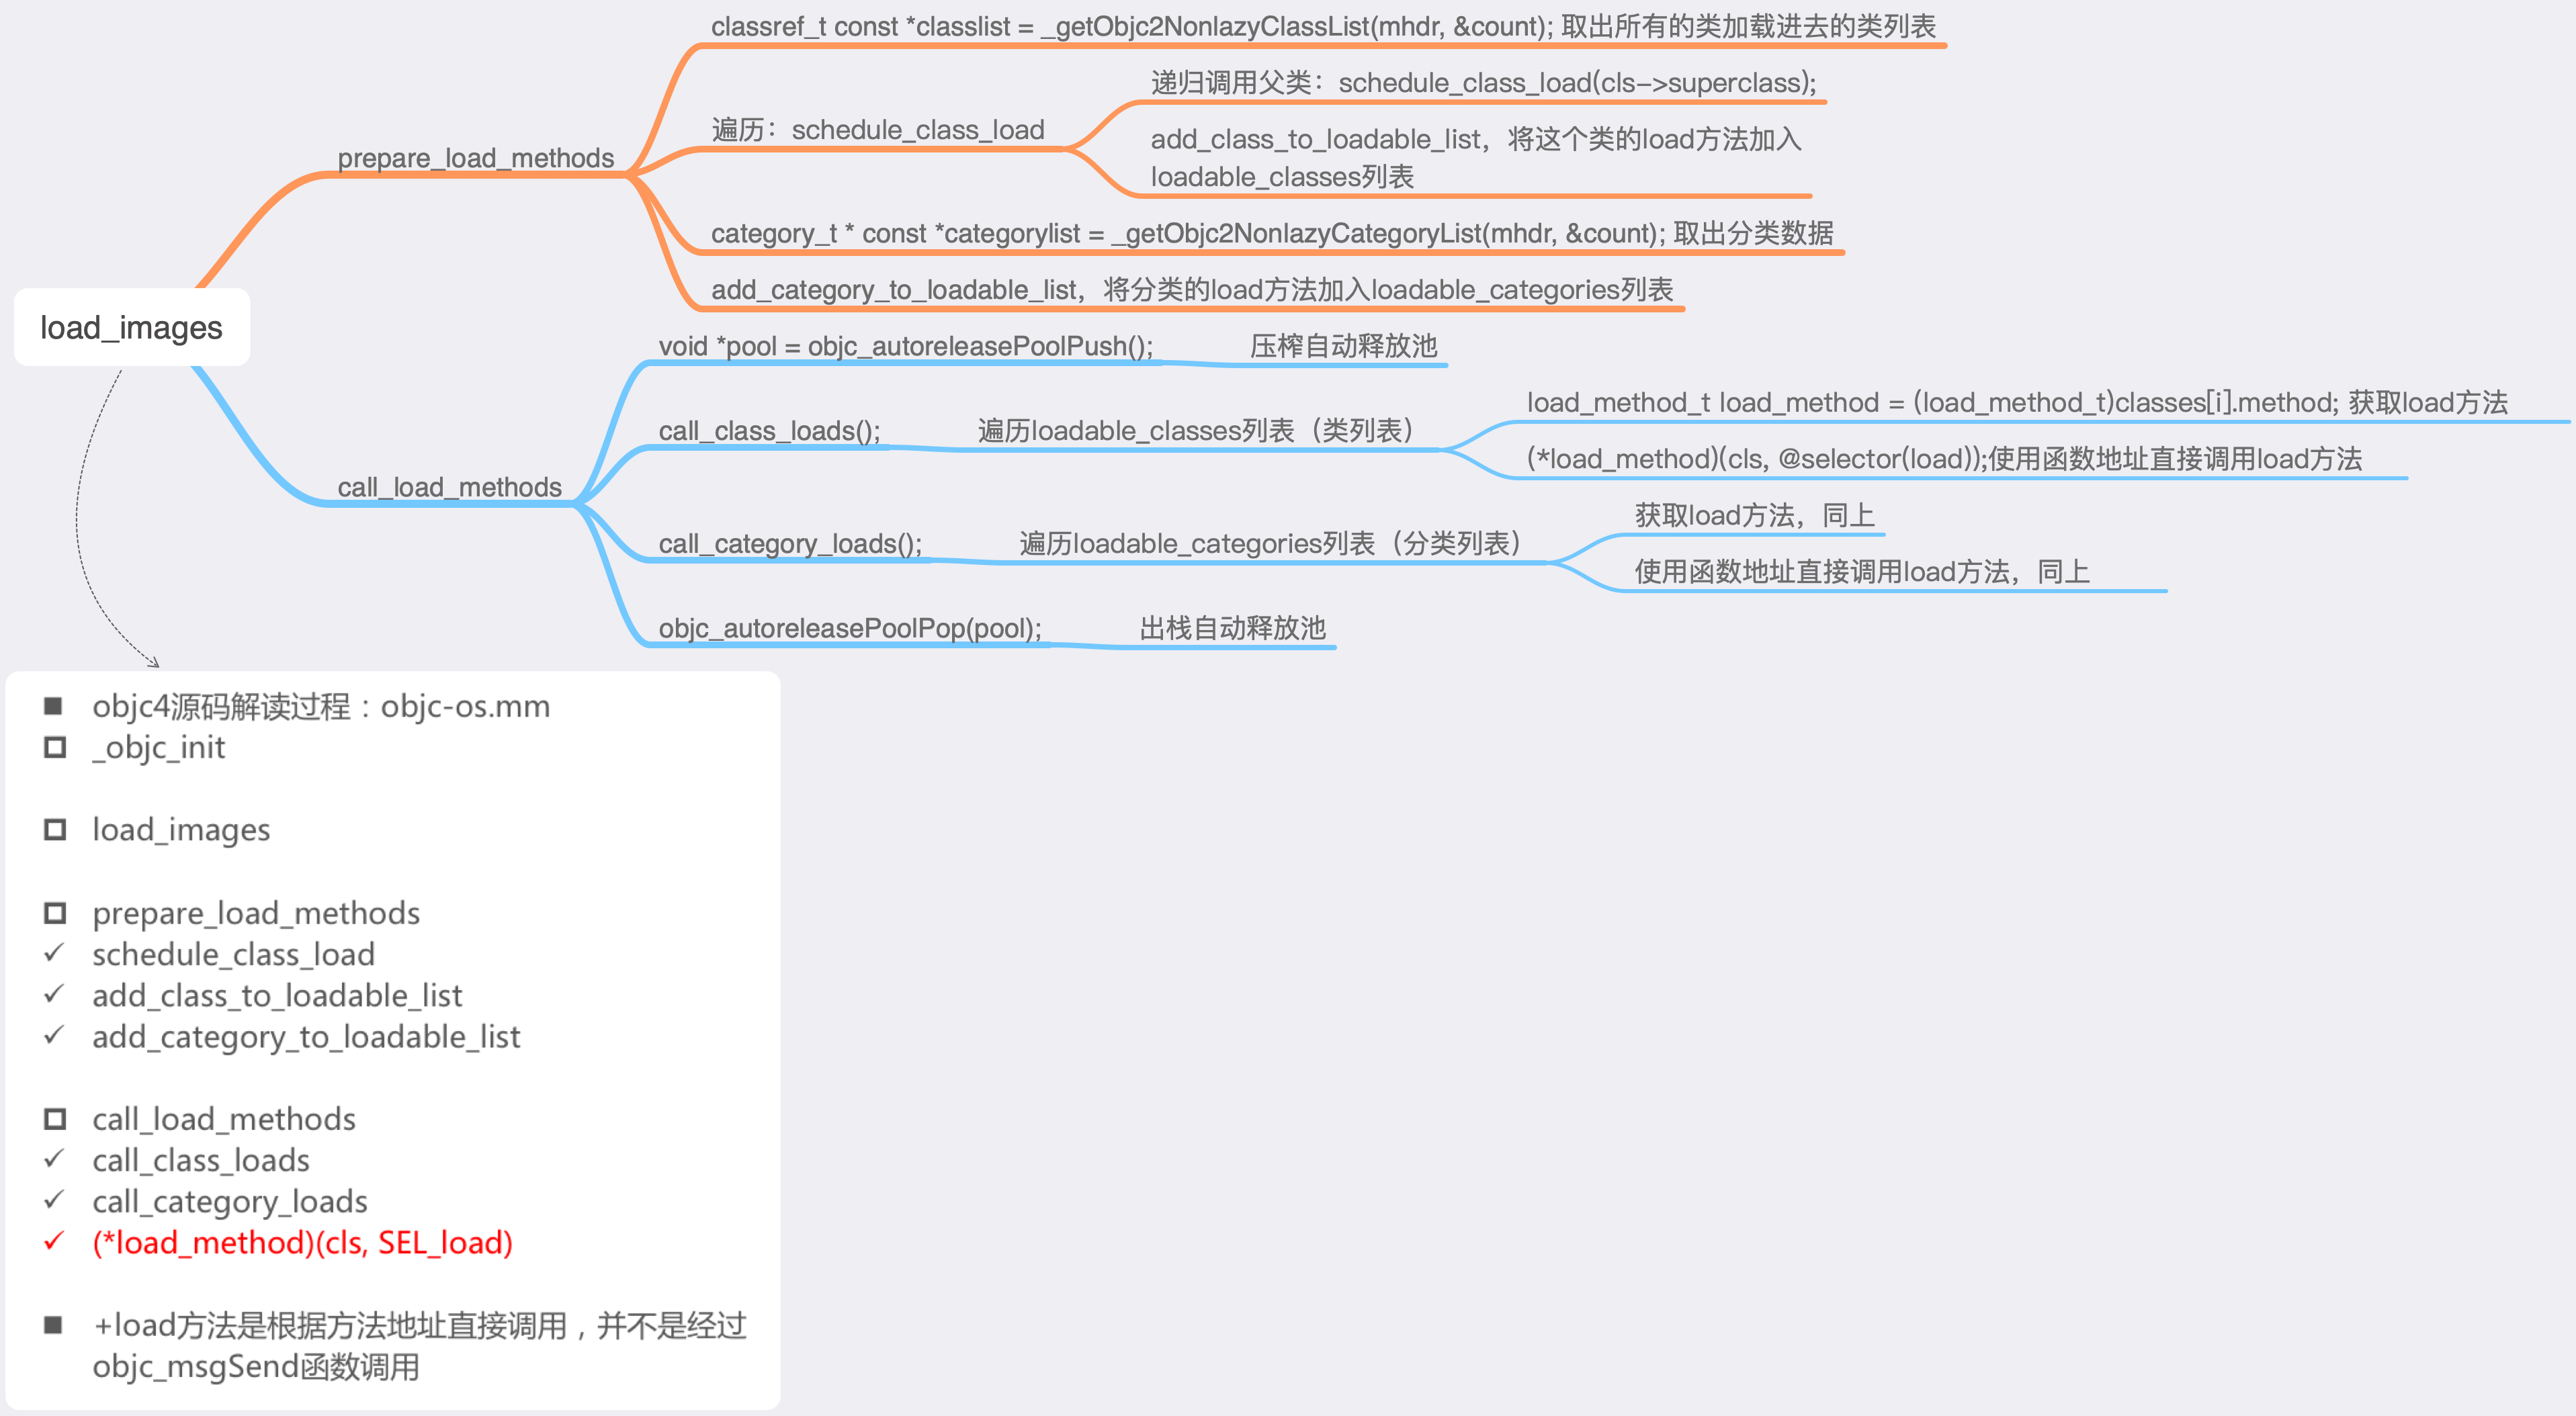 load_images
prepare_load_methods
classref_t const *classlist = _getObjc2NonlazyClassList(mhdr, &count); 取出所有的类加载进去的类列表
遍历：schedule_class_load
递归调用父类：schedule_class_load(cls->superclass);
add_class_to_loadable_list，将这个类的load方法加入
loadable_classes列表
category_t * const *categorylist = _getObjc2NonlazyCategoryList(mhdr, &count); 取出分类数据
add_category_to_loadable_list，将分类的load方法加入loadable_categories列表
call_load_methods
void *pool = objc_autoreleasePoolPush();
压榨自动释放池
call_class_loads();
遍历loadable_classes列表（类列表）
load_method_t load_method = (load_method_t)classes[i].method; 获取load方法
(*load_method)(cls, @selector(load));使用函数地址直接调用load方法
call_category_loads();
遍历loadable_categories列表（分类列表）
获取load方法，同上
使用函数地址直接调用load方法，同上
objc_autoreleasePoolPop(pool);
出栈自动释放池
■ objc4源码解读过程：objc-os.mm
_objc_init
load_images
prepare_load_methods
✓ schedule_class_load
✓ add_class_to_loadable_list
✓ add_category_to_loadable_list
call_load_methods
✓ call_class_loads
✓ call_category_loads
✓ (*load_method)(cls, SEL_load)
■ +load方法是根据方法地址直接调用，并不是经过
objc_msgSend函数调用